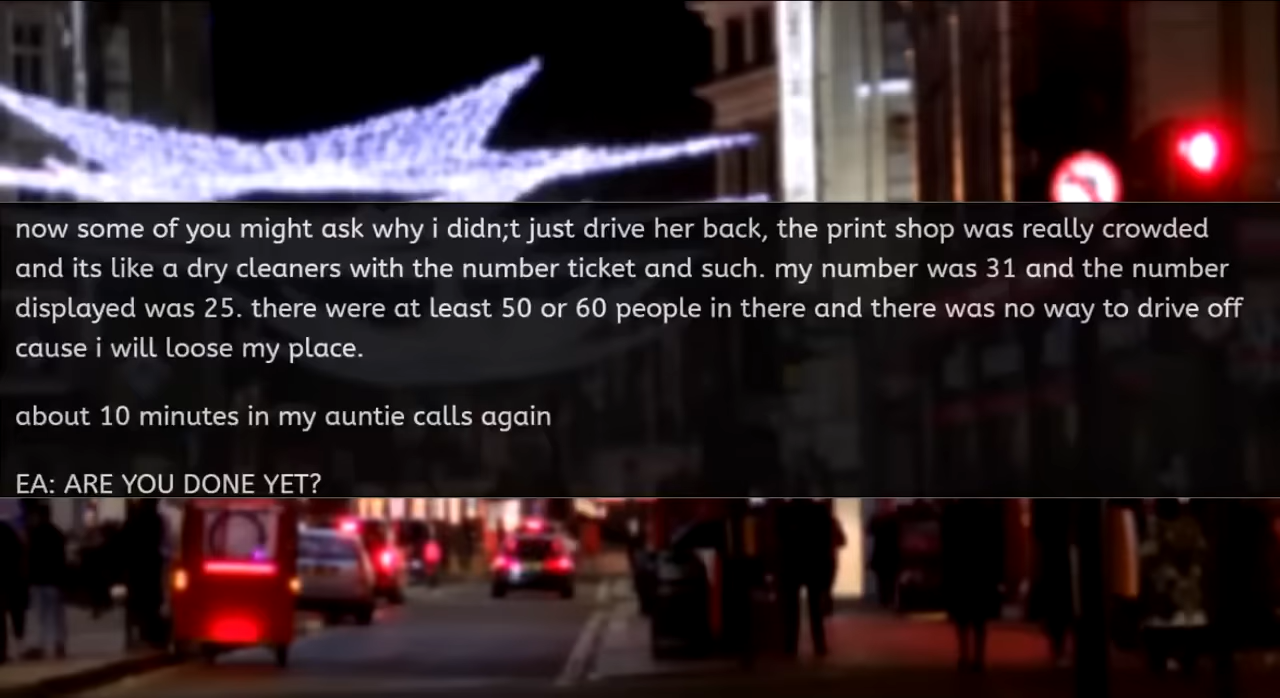 now some of you might ask why i didn;t just drive her back, the print shop was really crowded
and its like a dry cleaners with the number ticket and such. my number was 31 and the number
displayed was 25. there were at least 50 or 60 people in there and there was no way to drive off
cause i will loose my place.
about 10 minutes in my auntie calls again
EA: ARE YOU DONE YET?